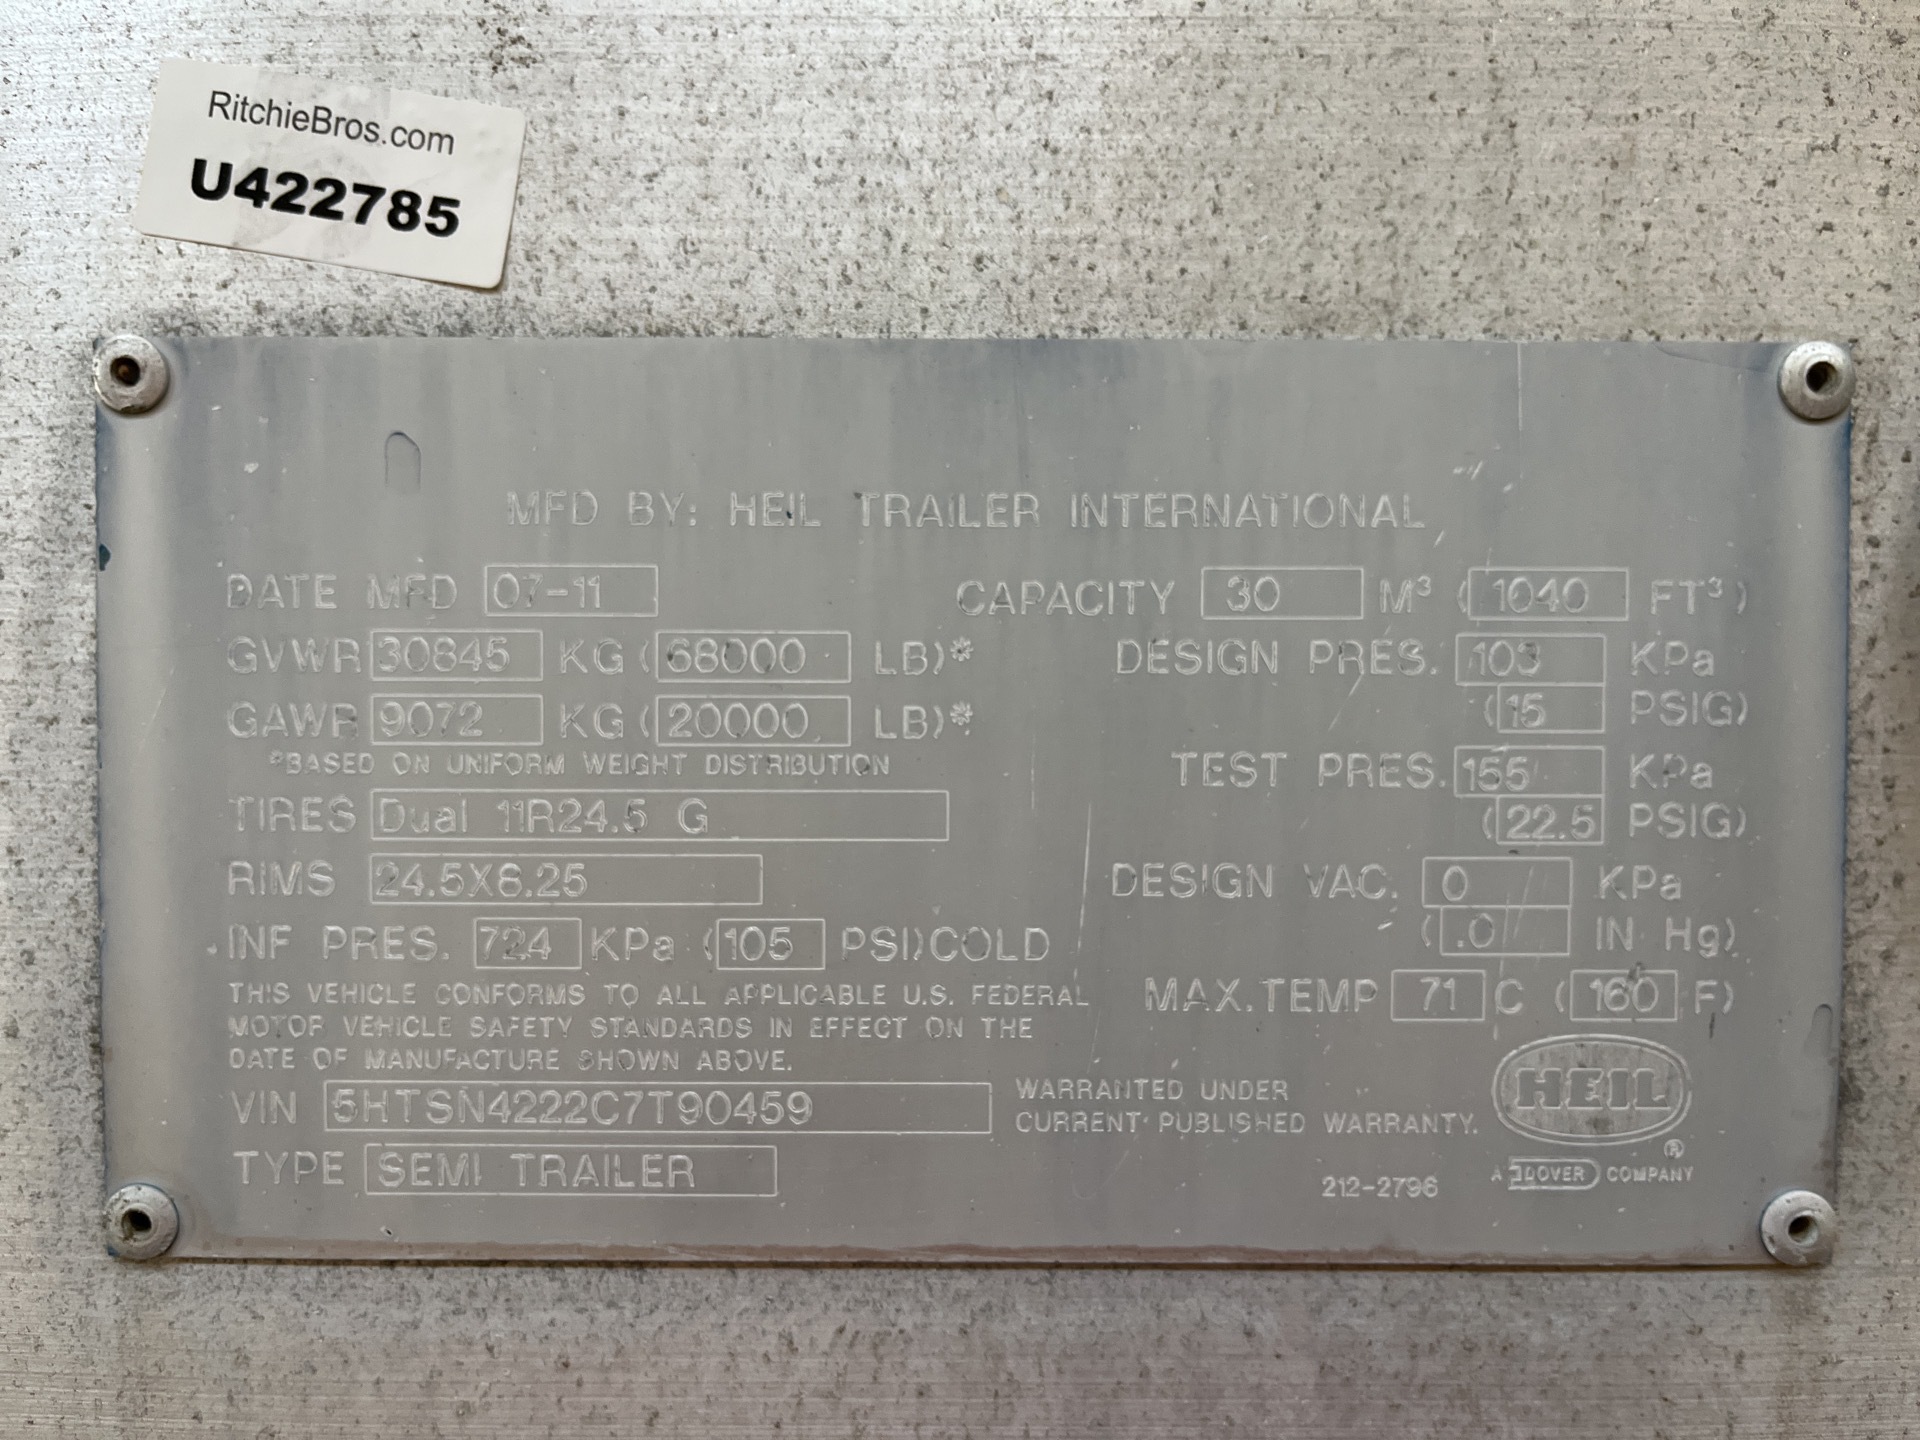 RitchieBros.com
U422785
MFD BY: HEIL TRAILER INTERNATIONAL
DATE MFD 07-11
GVWR 30845 KG (68000 LB)*
GAWR 9072 KG (20000 LB)*
*BASED ON UNIFORM WEIGHT DISTRIBUTION
TIRES Dual 11R24.5 G
RIMS 24.5X8.25
INF PRES. 724 KPa (105 PSI)COLD
THIS VEHICLE CONFORMS TO ALL APPLICABLE U.S. FEDERAL
MOTOR VEHICLE SAFETY STANDARDS IN EFFECT ON THE
DATE OF MANUFACTURE SHOWN ABOVE.
VIN 5HTSN4222C7T90459
TYPE SEMI TRAILER
CAPACITY 30 M³ (1040 FT³)
DESIGN PRES. 103 KPa
(15 PSIG)
TEST PRES. 155 KPa
(22.5 PSIG)
DESIGN VAC. 0 KPa
(.0 IN Hg)
MAX. TEMP 71 C (160 F)
WARRANTED UNDER
CURRENT PUBLISHED WARRANTY.
HEIL
®
A DOVER COMPANY
212-2796